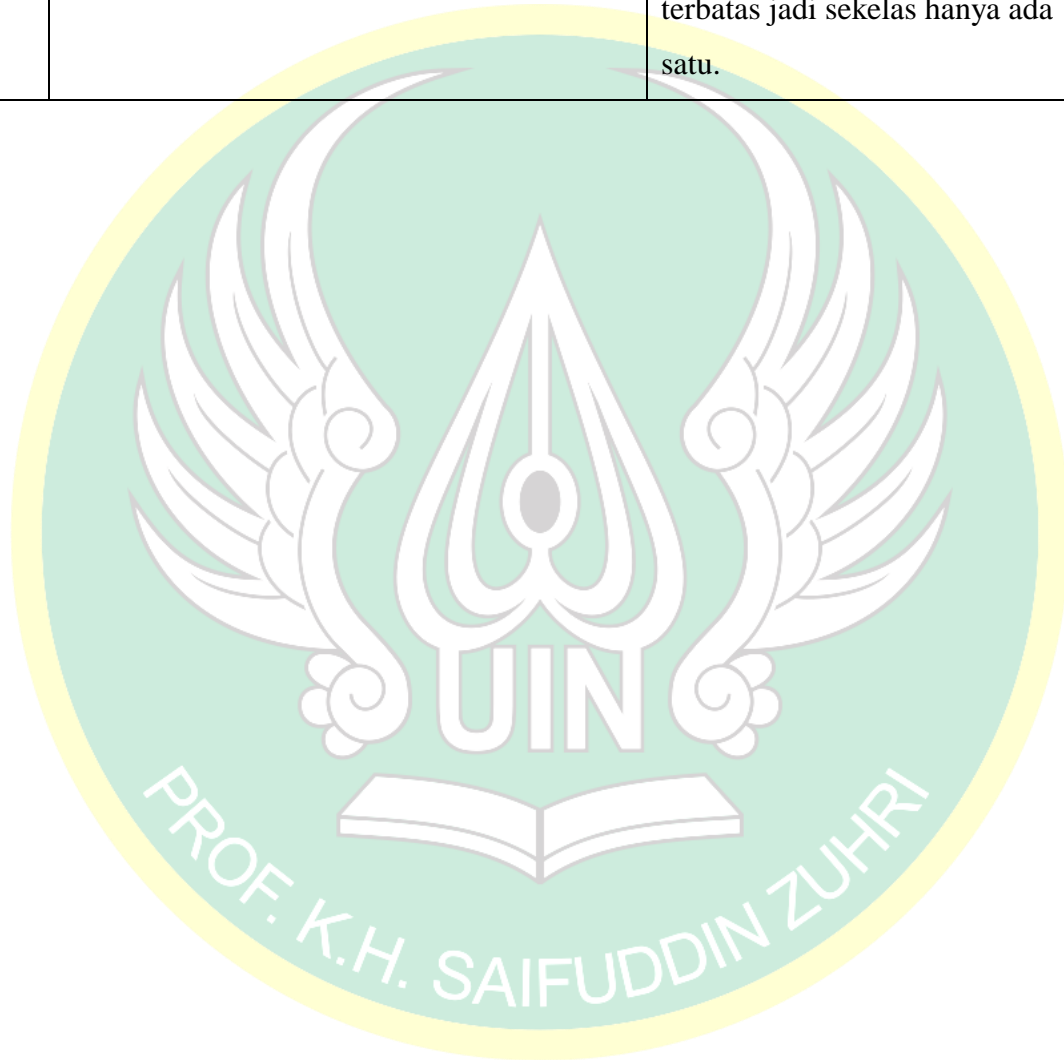 terbatas jadi sekelas hanya ada
satu.
UIN
PROF. K.H. SAIFUDDIN ZUHRI